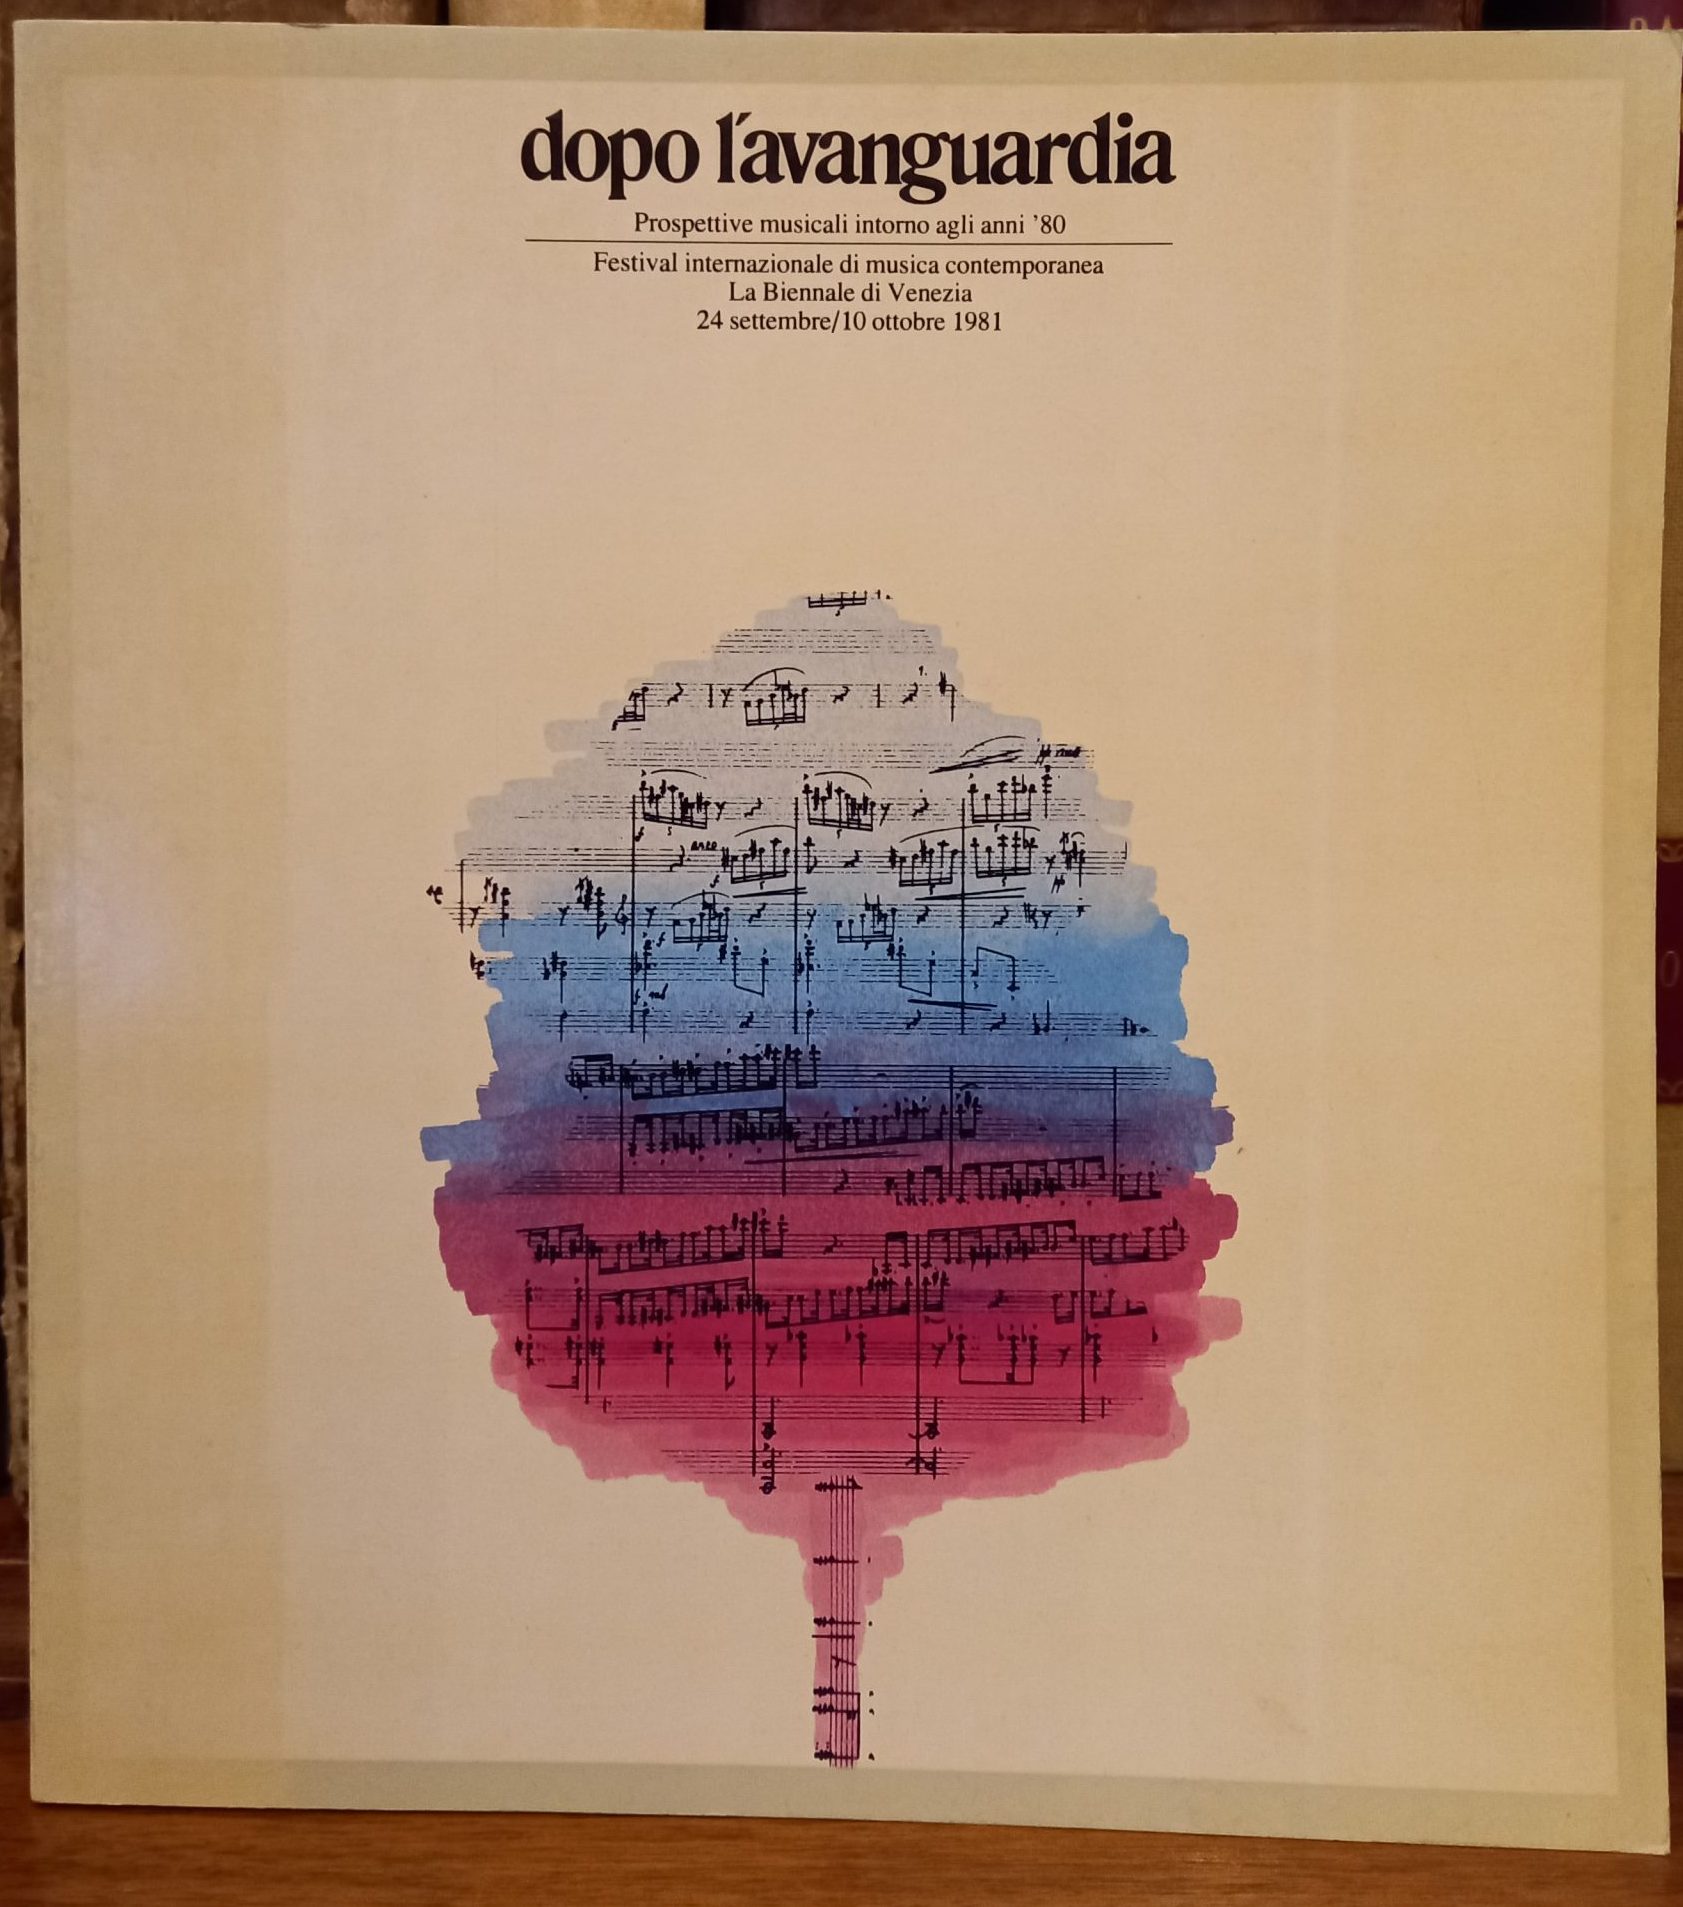 dopo l'avanguardia
Prospettive musicali intorno agli anni '80
Festival internazionale di musica contemporanea
La Biennale di Venezia
24 settembre/10 ottobre 1981
arco